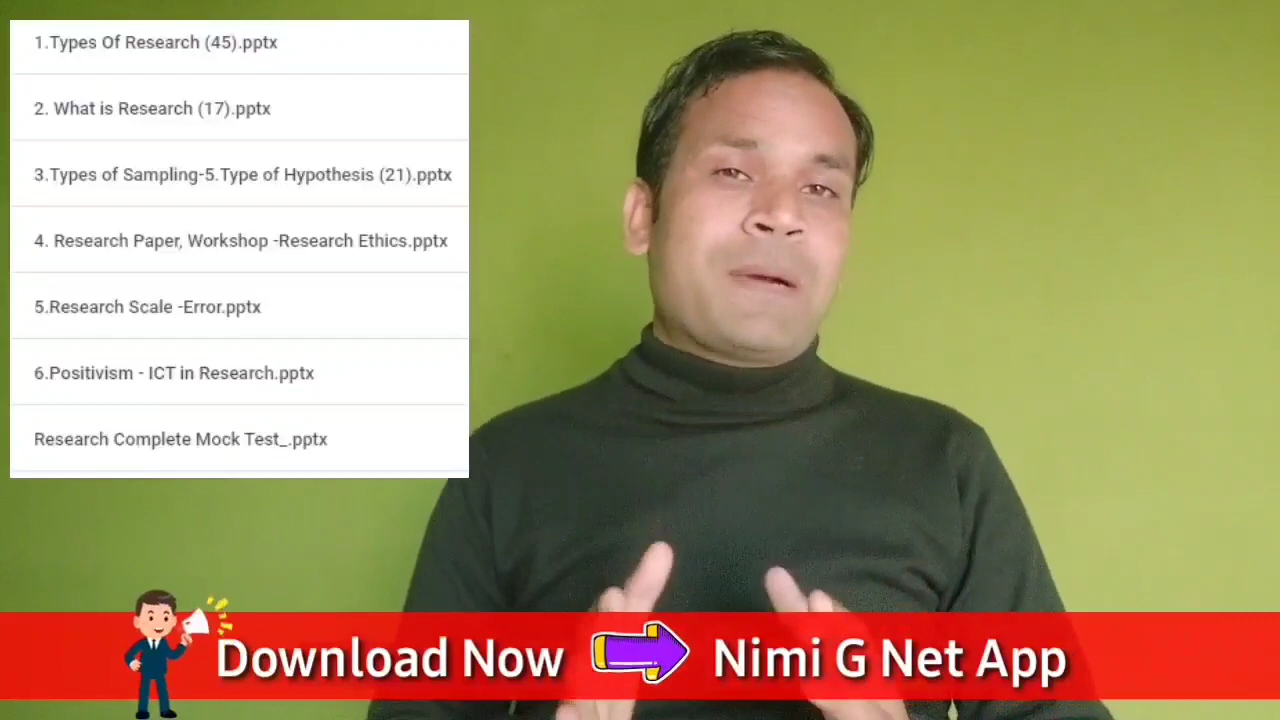 1.Types Of Research (45).pptx
2. What is Research (17).pptx
3.Types of Sampling-5.Type of Hypothesis (21).pptx
4. Research Paper, Workshop -Research Ethics.pptx
5.Research Scale -Error.pptx
6.Positivism - ICT in Research.pptx
Research Complete Mock Test_.pptx
Download Now Nimi G Net App